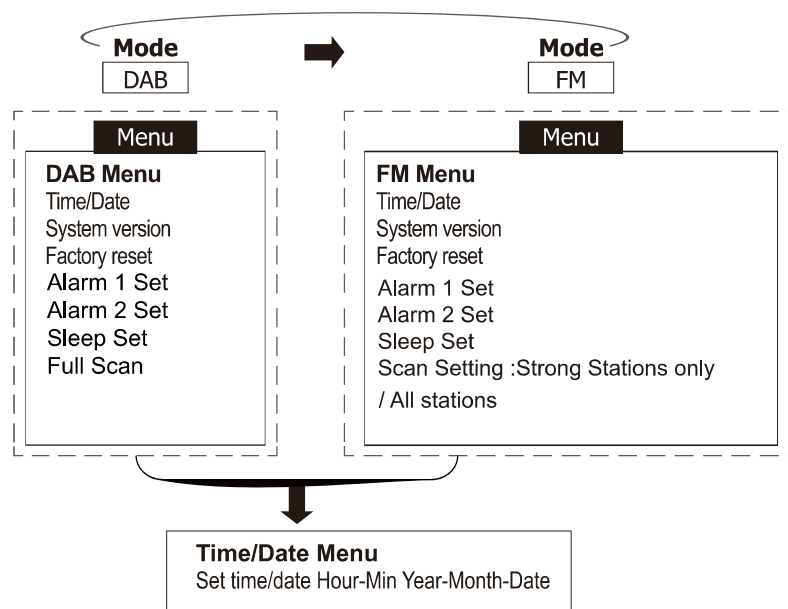 Mode
DAB
Mode
FM
Menu
DAB Menu
Time/Date
System version
Factory reset
Alarm 1 Set
Alarm 2 Set
Sleep Set
Full Scan
Menu
FM Menu
Time/Date
System version
Factory reset
Alarm 1 Set
Alarm 2 Set
Sleep Set
Scan Setting :Strong Stations only
/ All stations
Time/Date Menu
Set time/date Hour-Min Year-Month-Date